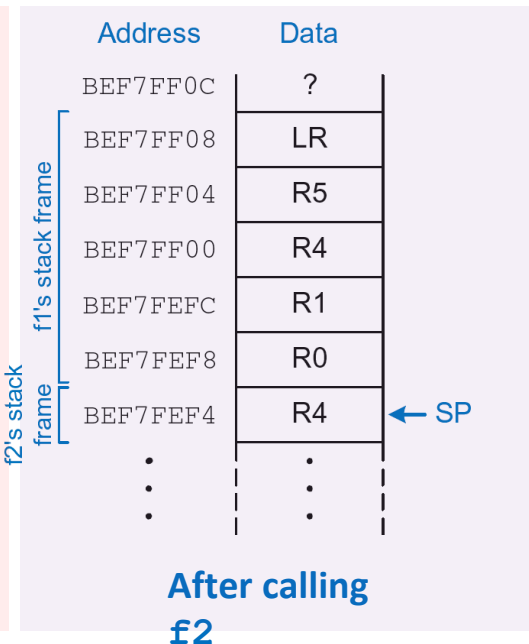 Address Data
BEF7FF0C ?
BEF7FF08 LR
BEF7FF04 R5
BEF7FF00 R4
BEF7FEFC R1
BEF7FEF8 R0
BEF7FEF4 R4 SP
f1's stack frame
f2's stack
frame
After calling
f2